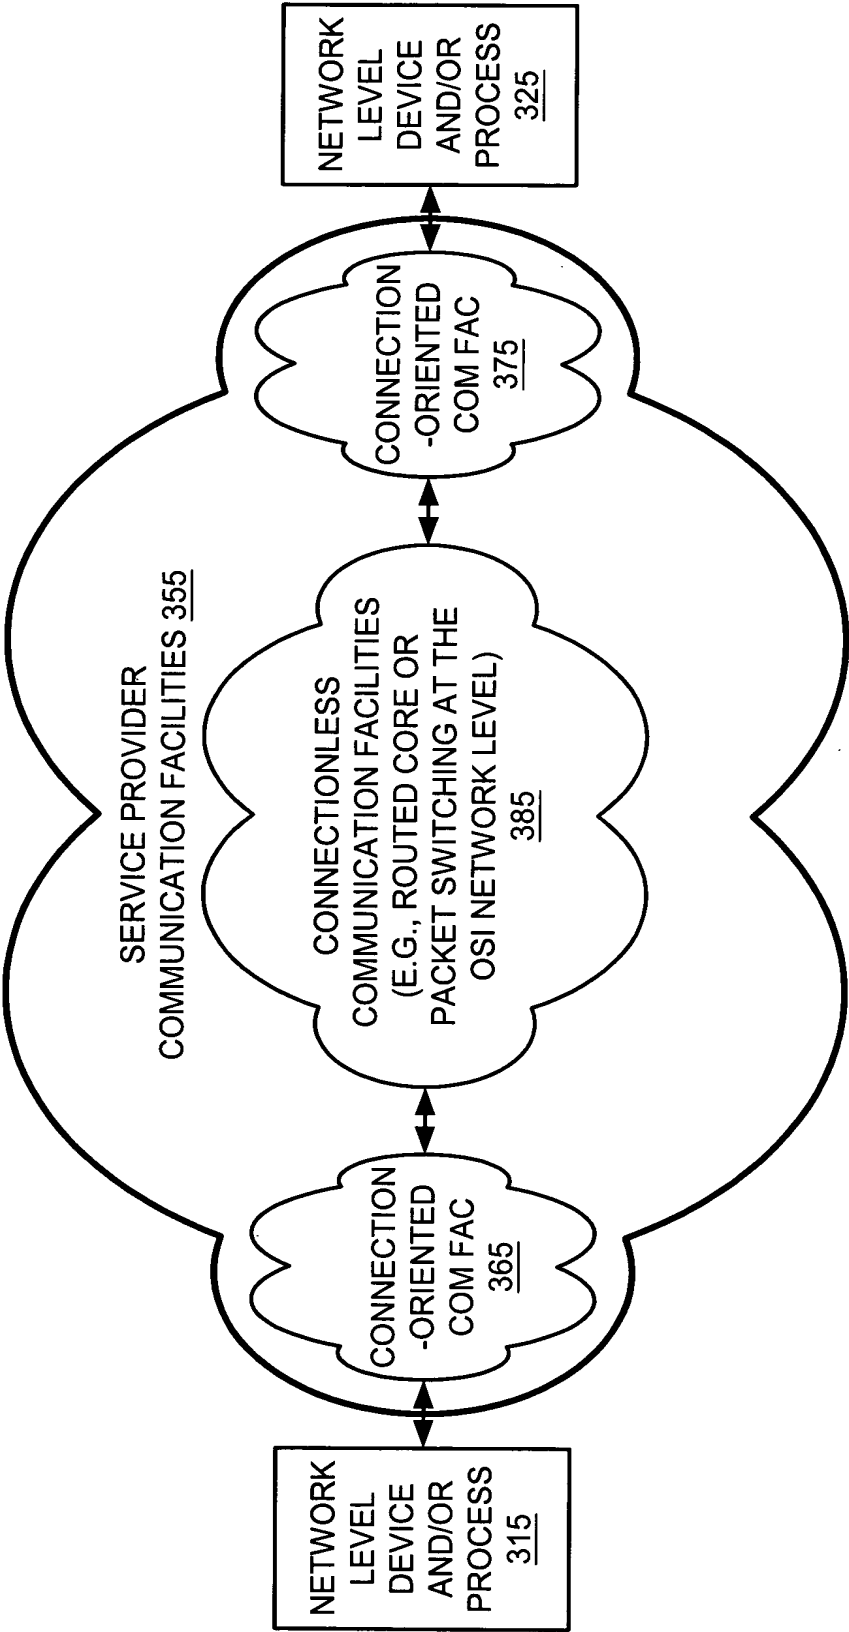 NETWORK
LEVEL
DEVICE
AND/OR
PROCESS
315
CONNECTION
-ORIENTED
COM FAC
365
SERVICE PROVIDER
COMMUNICATION FACILITIES 355
CONNECTIONLESS
COMMUNICATION FACILITIES
(E.G., ROUTED CORE OR
PACKET SWITCHING AT THE
OSI NETWORK LEVEL)
385
CONNECTION
-ORIENTED
COM FAC
375
NETWORK
LEVEL
DEVICE
AND/OR
PROCESS
325